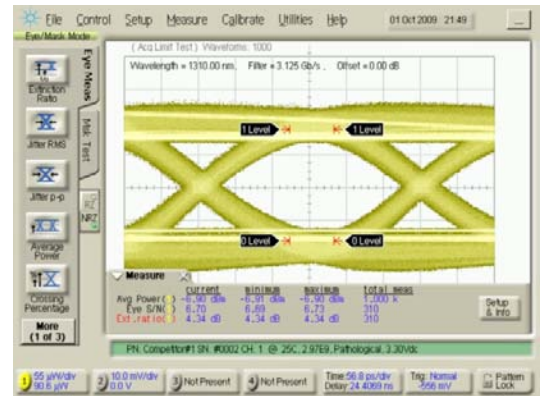 File Control Setup Measure Calibrate Utilities Help 01 Oct 2009 21:49
Eye/Mask Mode
( Acq Limit Test ) Waveforms: 1000
Wavelength = 1310.00 nm, Filter = 3.125 Gb/s , Offset = 0.00 dB
Extinction Ratio
Jitter RMS
Jitter p-p
Average Power
Crossing Percentage
More (1 of 3)
Eye Meas
Mask Test
RZ
NRZ
1 Level 1 Level
0 Level 0 Level
Measure
current minimum maximum total meas
Avg Power( ) -6.90 dBm -6.91 dBm -6.90 dBm 1.000 k
Eye S/N( ) 6.70 6.69 6.73 310
Ext.ratio( ) 4.34 dB 4.34 dB 4.34 dB 310
Setup & Info
PN. Competitor#1 SN. #0002 CH. 1 @ 25C, 2.97E9, Pathological, 3.30Vdc
1) 55 µW/div 90.6 µW
2) 10.0 mV/div 0.0 V
3) Not Present
4) Not Present
Time:56.8 ps/div Delay:24.4069 ns
Trig: Normal -556 mV
Pattern Lock